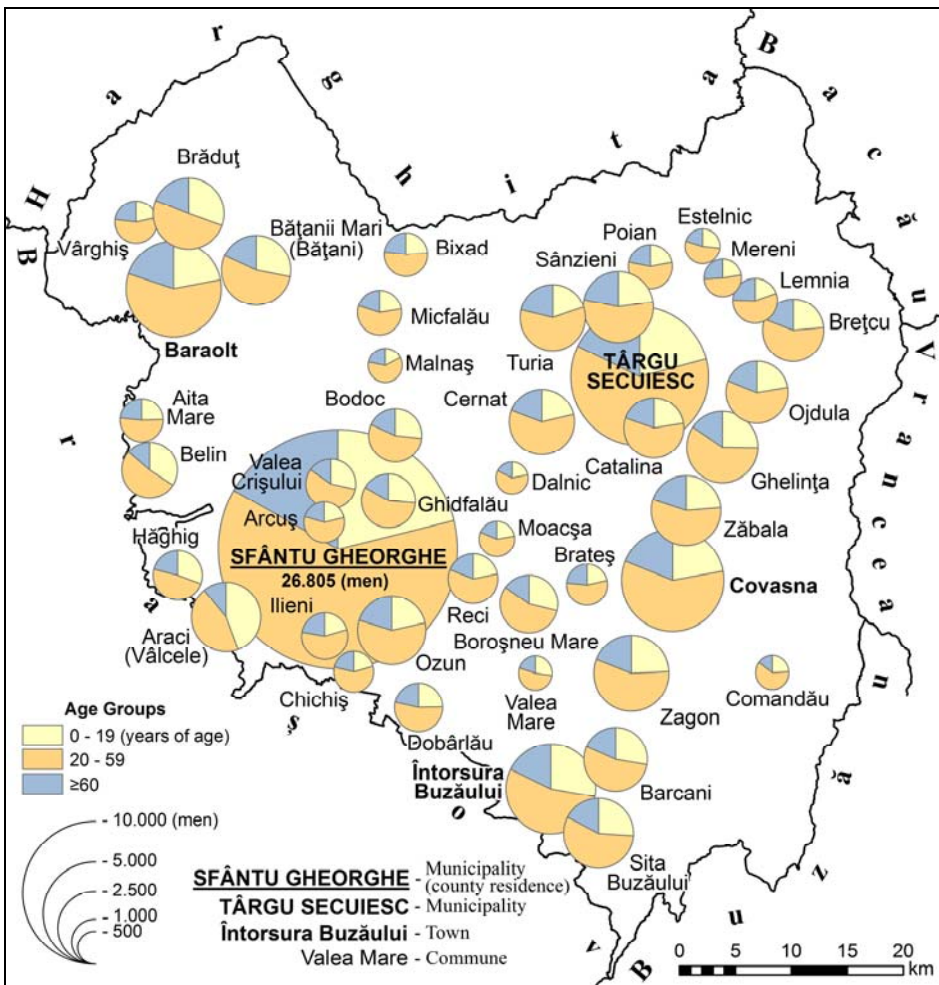 H a r g h i t a
B a c ă u
V r a n c e a
B u z ă u
B r a ş o v
Brăduţ
Vârghiş
Băţanii Mari
(Băţani)
Bixad
Estelnic
Poian
Mereni
Sânzieni
Lemnia
Micfalău
Breţcu
Baraolt
Turia
TÂRGU
SECUIESC
Malnaş
Aita
Mare
Bodoc
Cernat
Ojdula
Belin
Valea
Crişului
Catalina
Ghelinţa
Dalnic
Ghidfalău
Arcuş
Zăbala
Hăghig
Moacşa
SFÂNTU GHEORGHE
26.805 (men)
Brateş
Covasna
Ilieni
Reci
Araci
(Vâlcele)
Boroşneu Mare
Ozun
Chichiş
Valea
Mare
Zagon
Comandău
Dobârlău
Întorsura
Buzăului
Barcani
Sita
Buzăului
Age Groups
0 - 19 (years of age)
20 - 59
≥60
- 10.000 (men)
- 5.000
- 2.500
- 1.000
- 500
SFÂNTU GHEORGHE - Municipality
(county residence)
TÂRGU SECUIESC - Municipality
Întorsura Buzăului - Town
Valea Mare - Commune
0 5 10 15 20
km